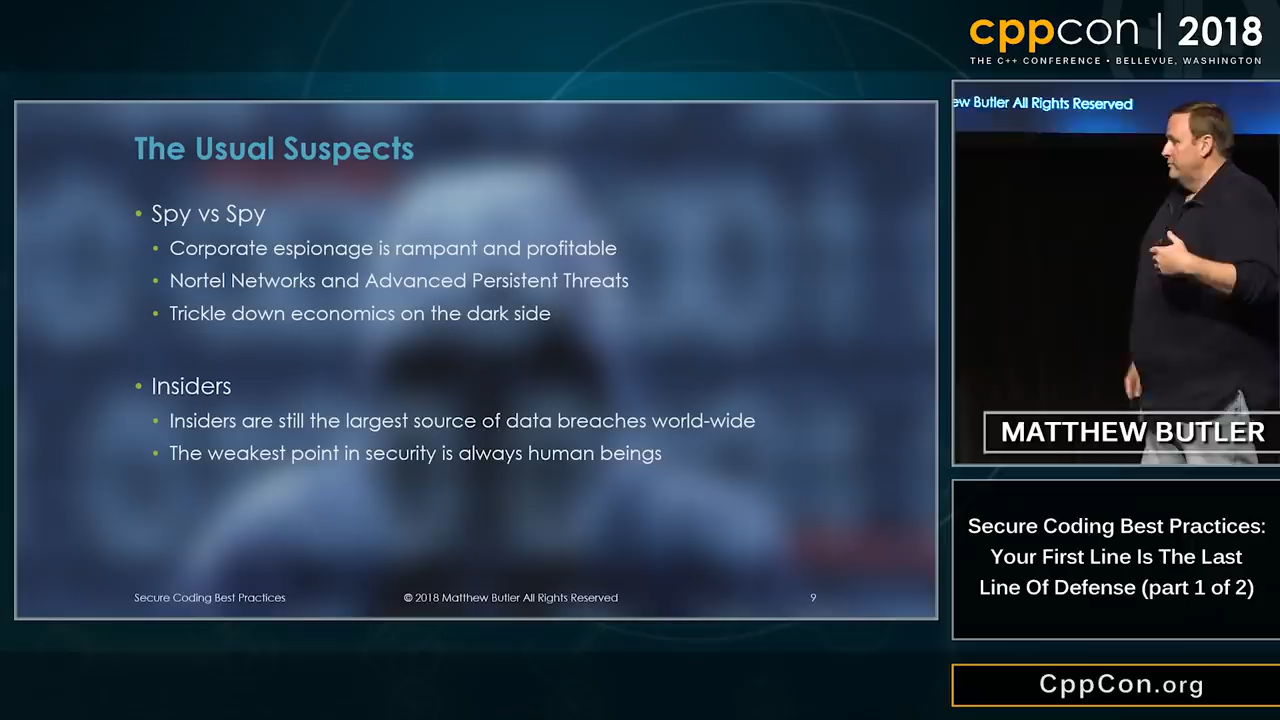 cppcon | 2018
THE C++ CONFERENCE • BELLEVUE, WASHINGTON
The Usual Suspects
• Spy vs Spy
• Corporate espionage is rampant and profitable
• Nortel Networks and Advanced Persistent Threats
• Trickle down economics on the dark side
• Insiders
• Insiders are still the largest source of data breaches world-wide
• The weakest point in security is always human beings
Secure Coding Best Practices
© 2018 Matthew Butler All Rights Reserved
9
ew Butler All Rights Reserved
MATTHEW BUTLER
Secure Coding Best Practices:
Your First Line Is The Last
Line Of Defense (part 1 of 2)
CppCon.org